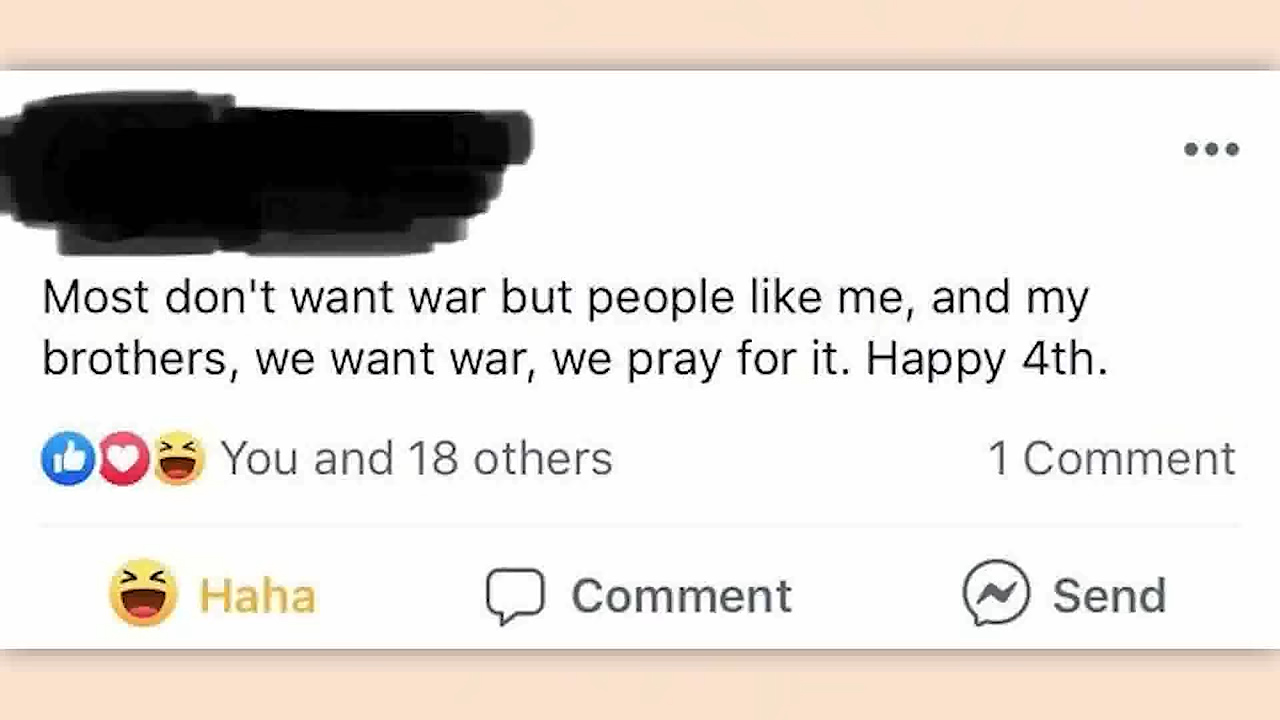 Most don't want war but people like me, and my
brothers, we want war, we pray for it. Happy 4th.
You and 18 others 1 Comment
Haha Comment Send